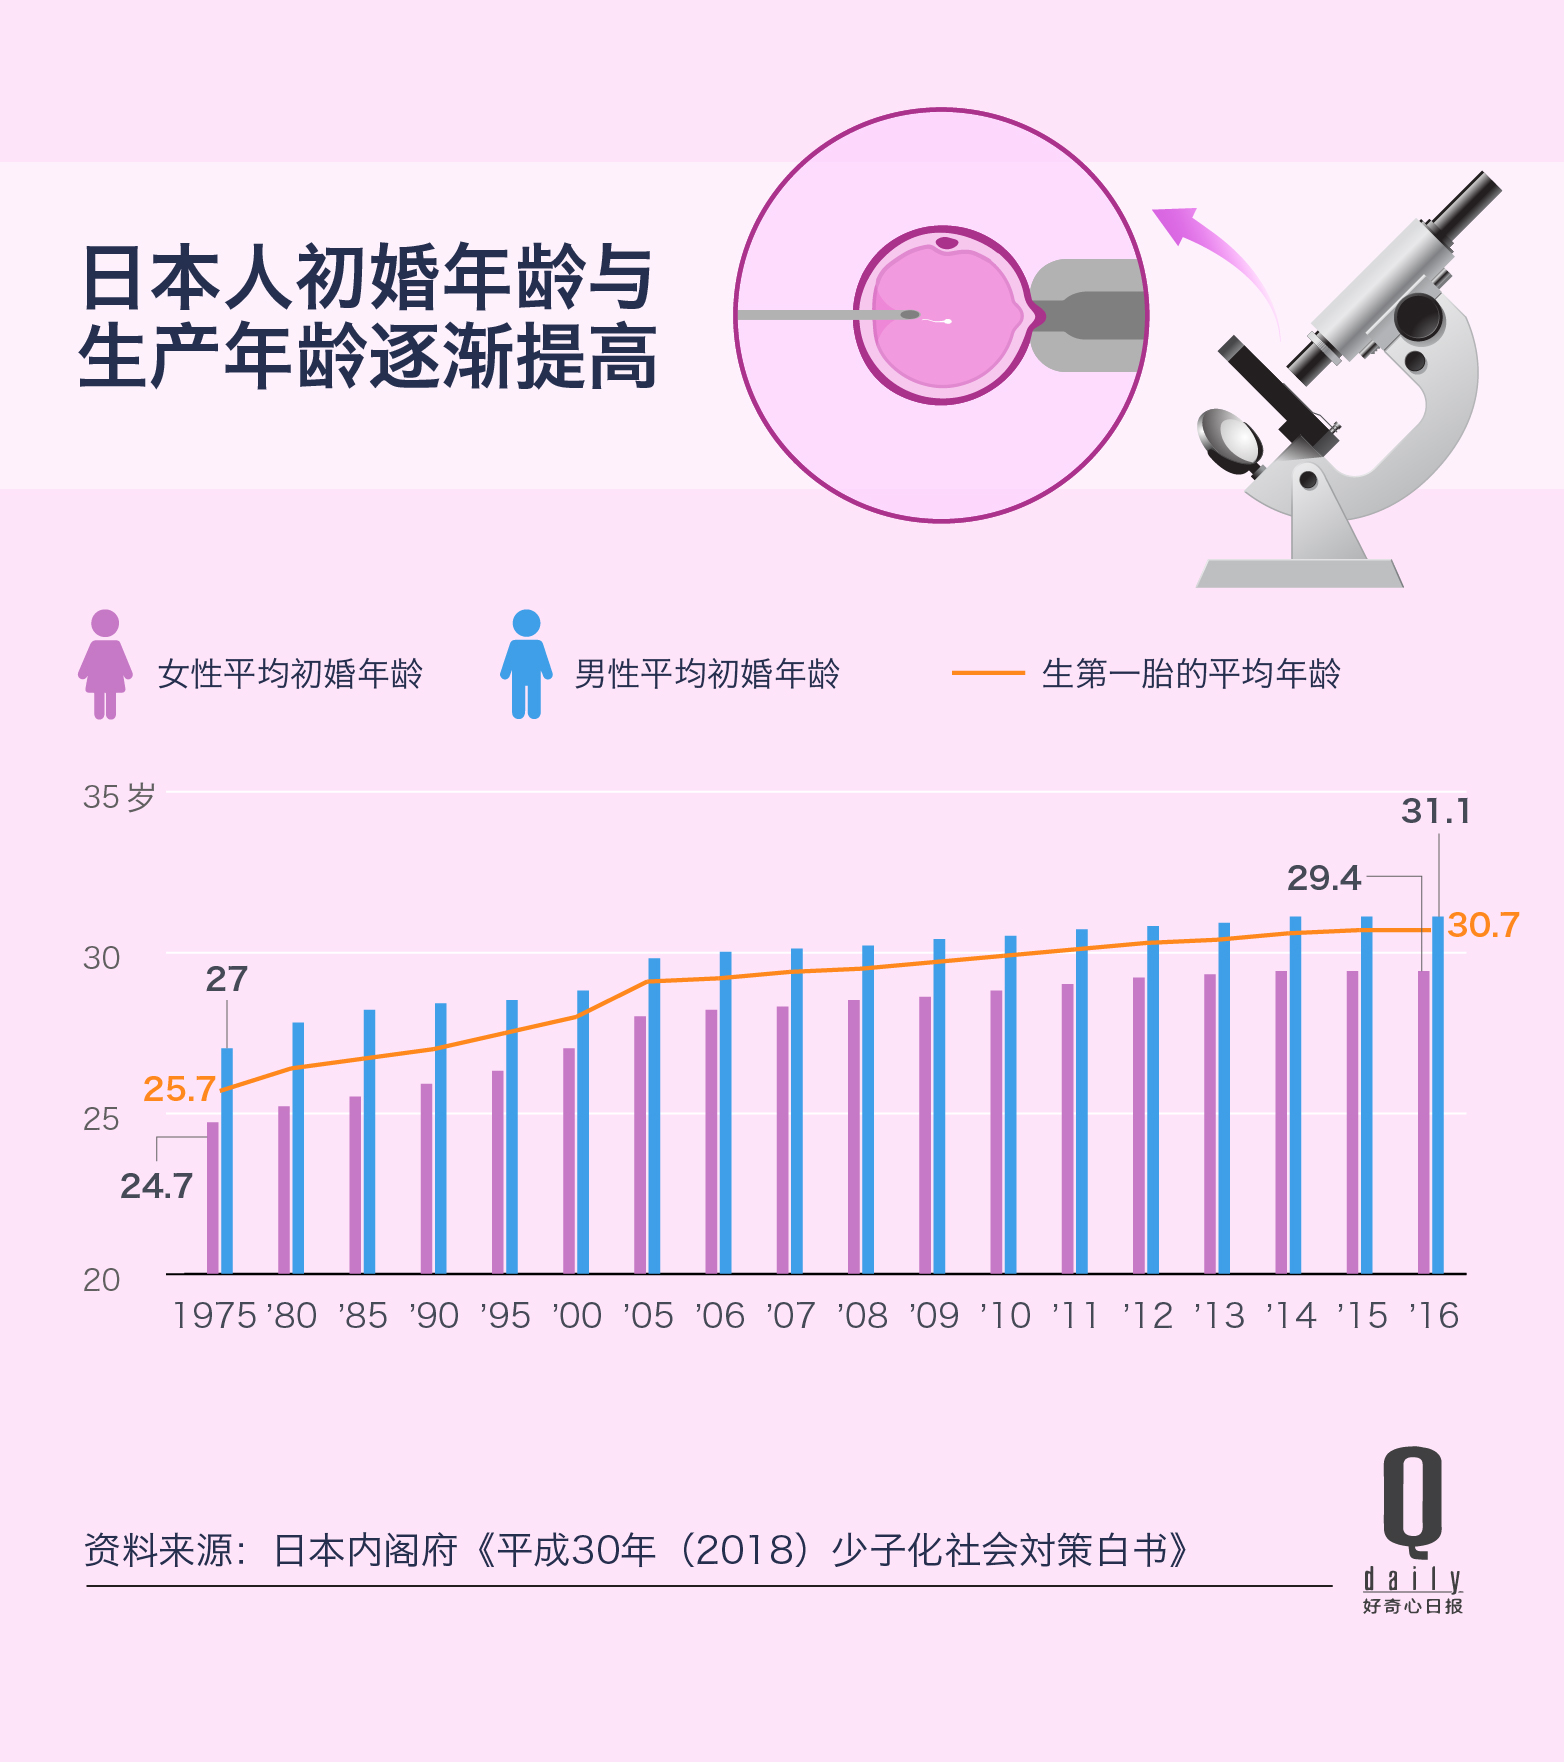 日本人初婚年龄与
生产年龄逐渐提高
女性平均初婚年龄
男性平均初婚年龄
生第一胎的平均年龄
35 岁
31.1
29.4
30.7
30
27
25.7
25
24.7
20
1975 ’80 ’85 ’90 ’95 ’00 ’05 ’06 ’07 ’08 ’09 ’10 ’11 ’12 ’13 ’14 ’15 ’16
资料来源：日本内阁府《平成30年（2018）少子化社会对策白书》
Q
daily
好奇心日报